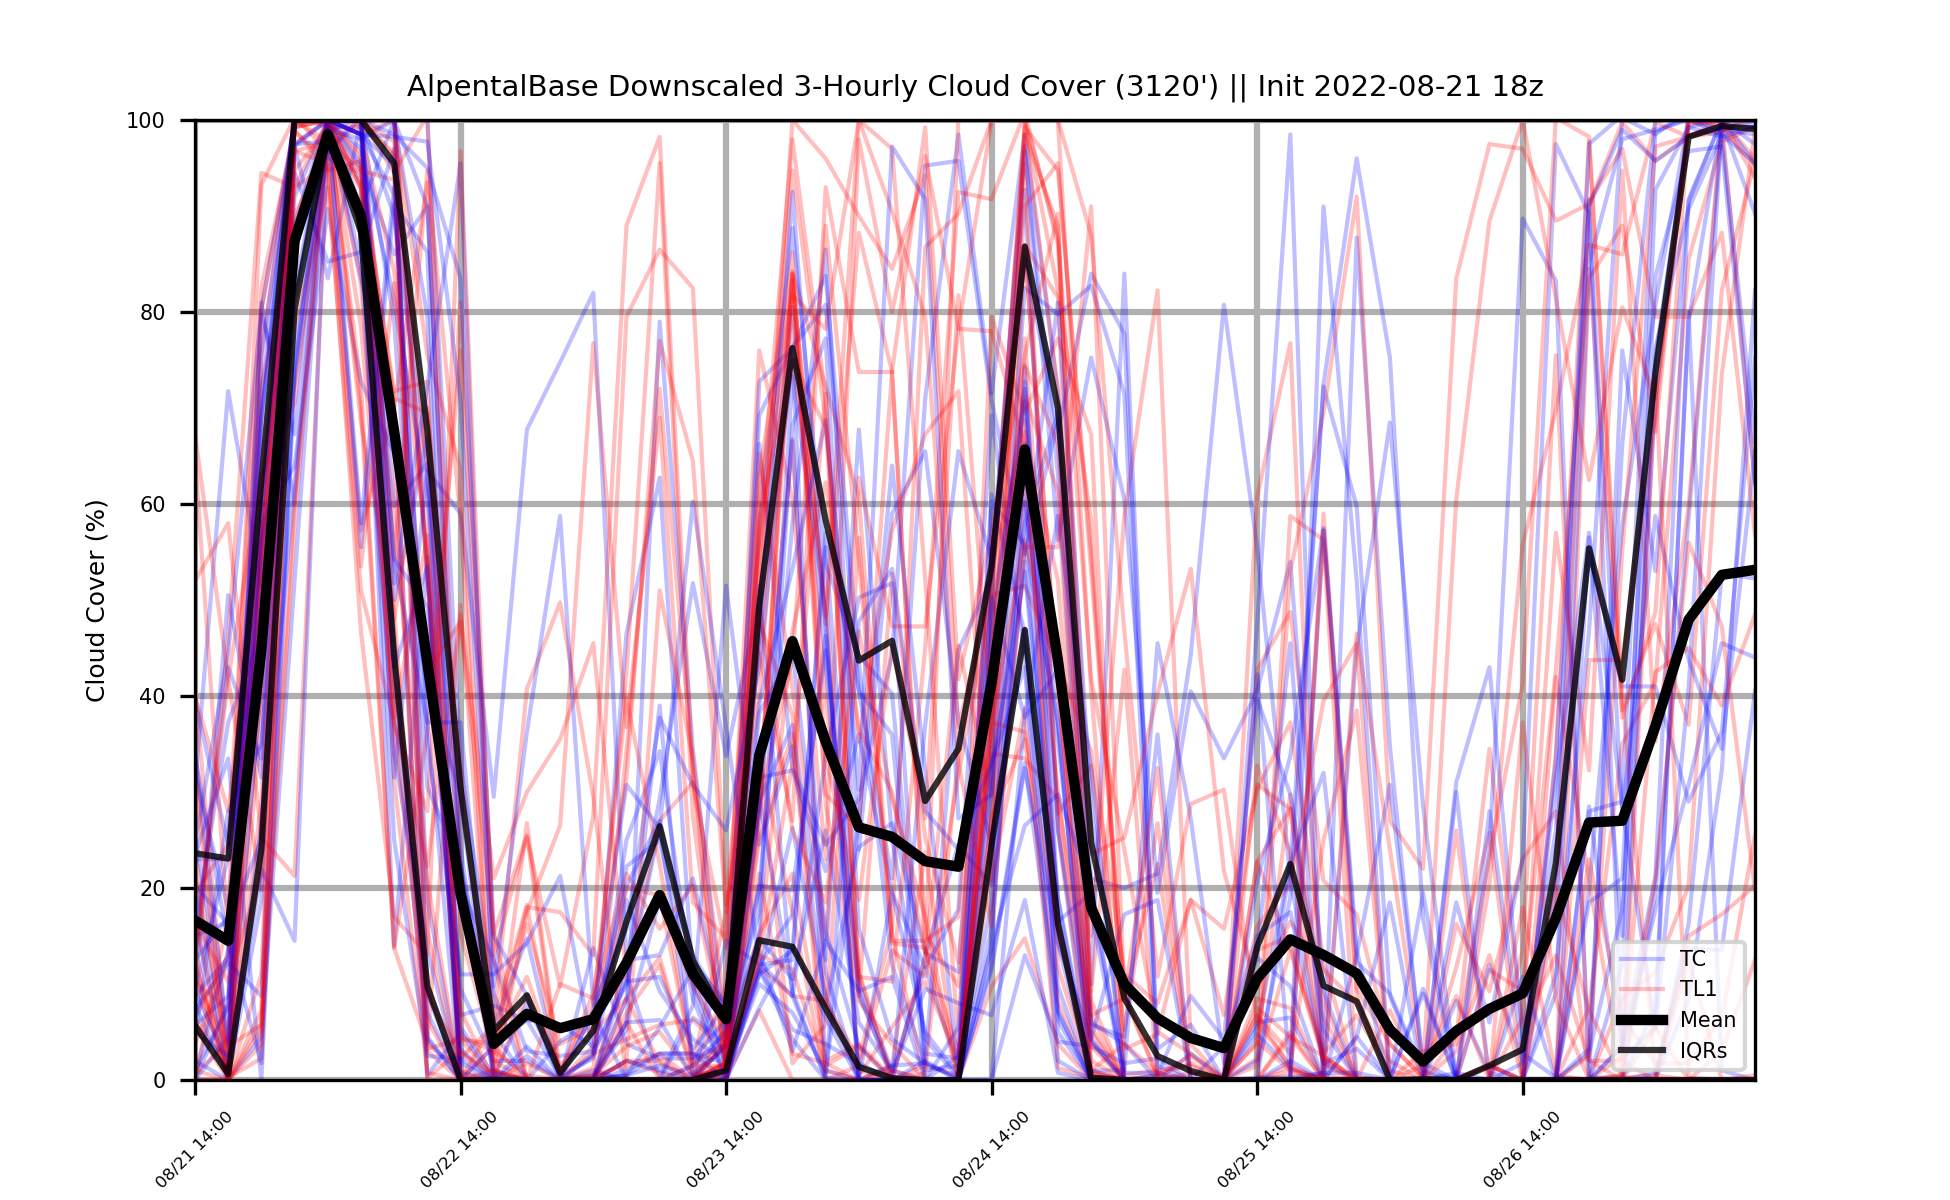 AlpentalBase Downscaled 3-Hourly Cloud Cover (3120') || Init 2022-08-21 18z
Cloud Cover (%)
100
80
60
40
20
0
TC
TL1
Mean
IQRs
08/21 14:00
08/22 14:00
08/23 14:00
08/24 14:00
08/25 14:00
08/26 14:00